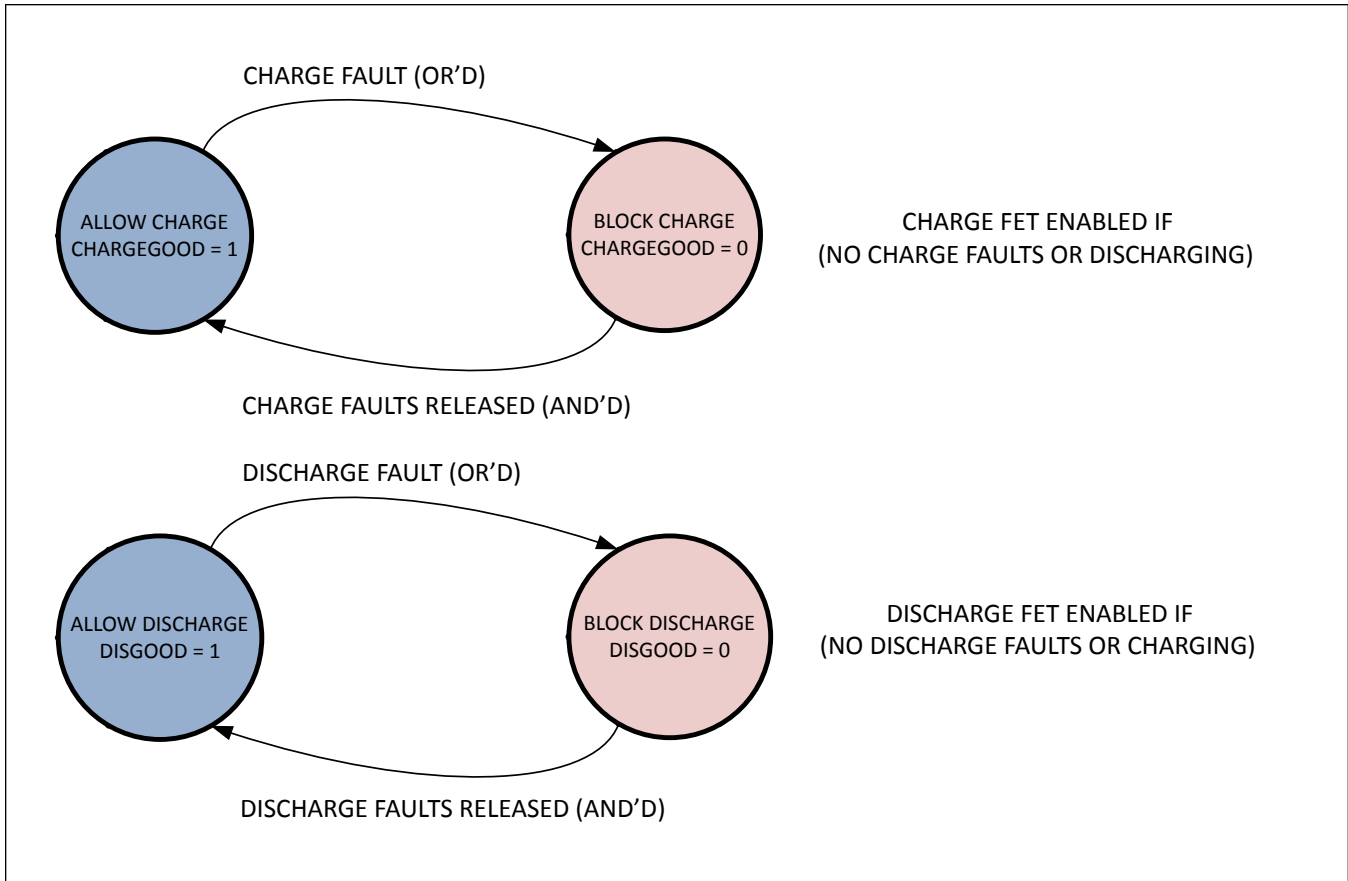 CHARGE FAULT (OR’D)
ALLOW CHARGE
CHARGEGOOD = 1
BLOCK CHARGE
CHARGEGOOD = 0
CHARGE FET ENABLED IF
(NO CHARGE FAULTS OR DISCHARGING)
CHARGE FAULTS RELEASED (AND’D)
DISCHARGE FAULT (OR’D)
ALLOW DISCHARGE
DISGOOD = 1
BLOCK DISCHARGE
DISGOOD = 0
DISCHARGE FET ENABLED IF
(NO DISCHARGE FAULTS OR CHARGING)
DISCHARGE FAULTS RELEASED (AND’D)